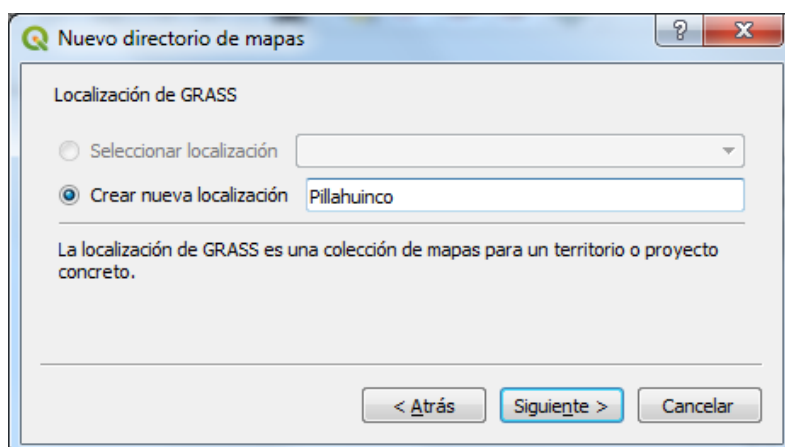 Nuevo directorio de mapas
Localización de GRASS
Seleccionar localización
Crear nueva localización Pillahuinco
La localización de GRASS es una colección de mapas para un territorio o proyecto
concreto.
< Atrás Siguiente > Cancelar